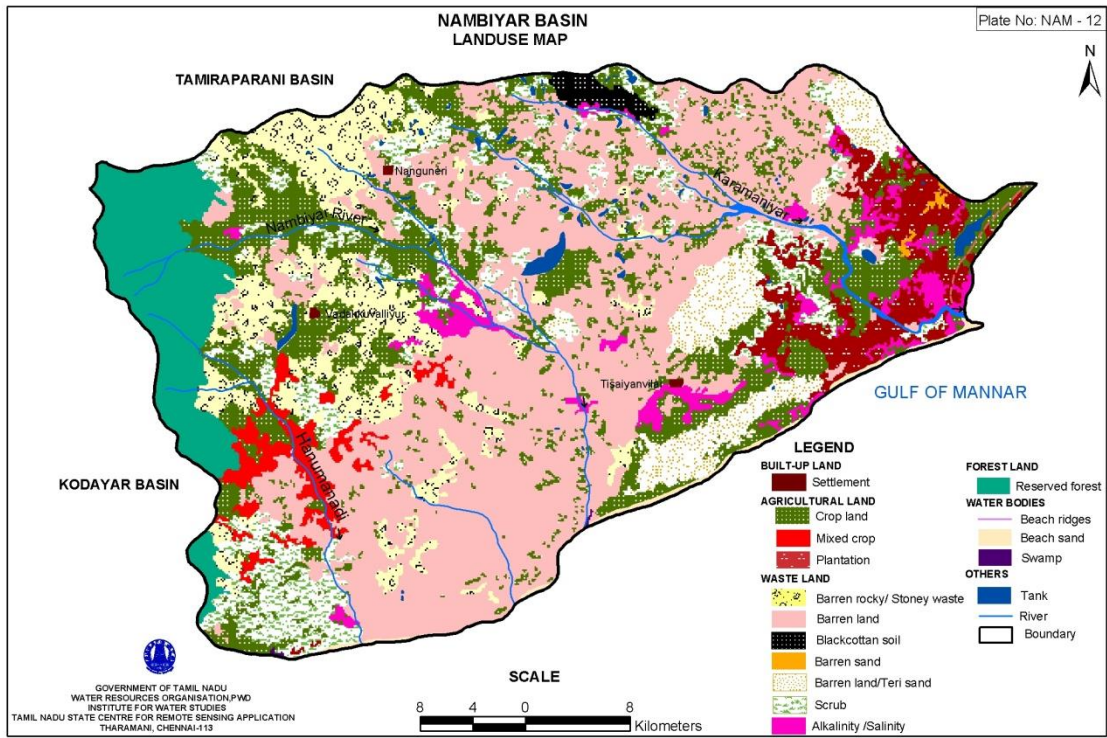 NAMBIYAR BASIN
LANDUSE MAP
Plate No: NAM - 12
N
TAMIRAPARANI BASIN
Nanguneri
Karamaniyar
Nambiyar River
Vadakkuvalliyur
Tisaiyanvilai
GULF OF MANNAR
KODAYAR BASIN
Hanumanadi
LEGEND
BUILT-UP LAND
Settlement
AGRICULTURAL LAND
Crop land
Mixed crop
Plantation
WASTE LAND
Barren rocky/ Stoney waste
Barren land
Blackcottan soil
Barren sand
Barren land/Teri sand
Scrub
Alkalinity /Salinity
FOREST LAND
Reserved forest
WATER BODIES
Beach ridges
Beach sand
Swamp
OTHERS
Tank
River
Boundary
SCALE
8 4 0 8
Kilometers
GOVERNMENT OF TAMIL NADU
WATER RESOURCES ORGANISATION,PWD
INSTITUTE FOR WATER STUDIES
TAMIL NADU STATE CENTRE FOR REMOTE SENSING APPLICATION
THARAMANI, CHENNAI-113